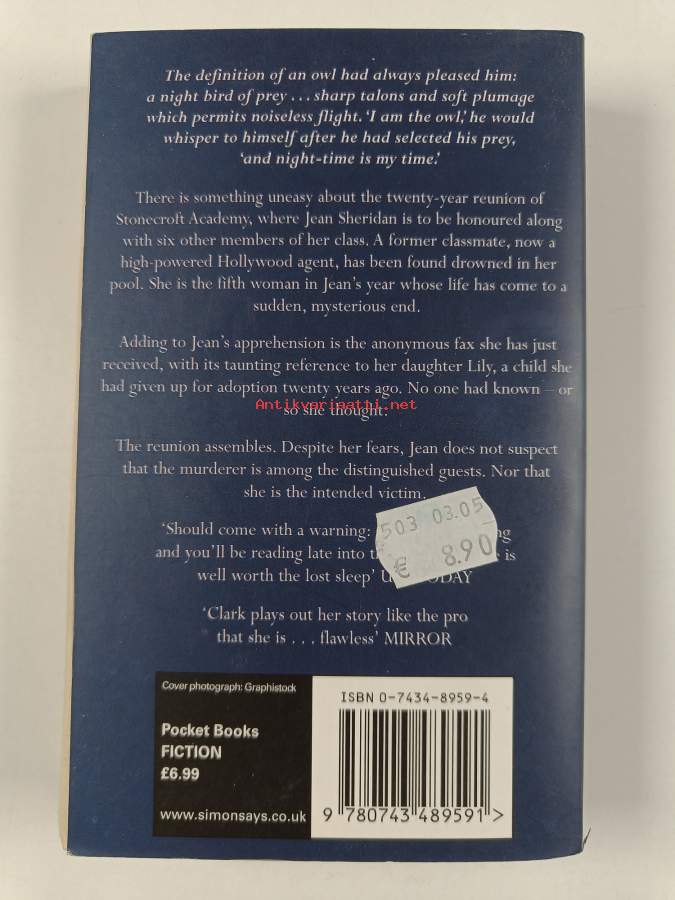 The definition of an owl had always pleased him:
a night bird of prey . . . sharp talons and soft plumage
which permits noiseless flight. ‘I am the owl,’ he would
whisper to himself after he had selected his prey,
‘and night-time is my time.’
There is something uneasy about the twenty-year reunion of
Stonecroft Academy, where Jean Sheridan is to be honoured along
with six other members of her class. A former classmate, now a
high-powered Hollywood agent, has been found drowned in her
pool. She is the fifth woman in Jean’s year whose life has come to a
sudden, mysterious end.
Adding to Jean’s apprehension is the anonymous fax she has just
received, with its taunting reference to her daughter Lily, a child she
had given up for adoption twenty years ago. No one had known – or
Antikvariaatti.net
so she thought.
The reunion assembles. Despite her fears, Jean does not suspect
that the murderer is among the distinguished guests. Nor that
she is the intended victim.
503 03.05
€ 8.90
‘Should come with a warning:
and you’ll be reading late into is
well worth the lost sleep’
‘Clark plays out her story like the pro
that she is . . . flawless’ MIRROR
Cover photograph: Graphistock
Pocket Books
FICTION
£6.99
www.simonsays.co.uk
ISBN 0-7434-8959-4
9 780743 489591 >